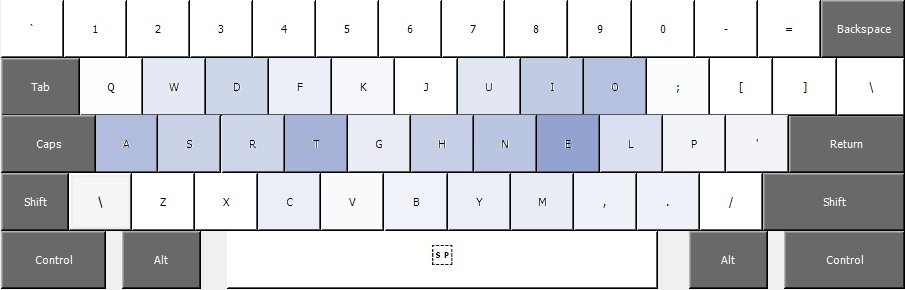 ` 1 2 3 4 5 6 7 8 9 0 - = Backspace
Tab Q W D F K J U I O ; [ ] \
Caps A S R T G H N E L P ' Return
Shift \ Z X C V B Y M , . / Shift
Control Alt SP Alt Control